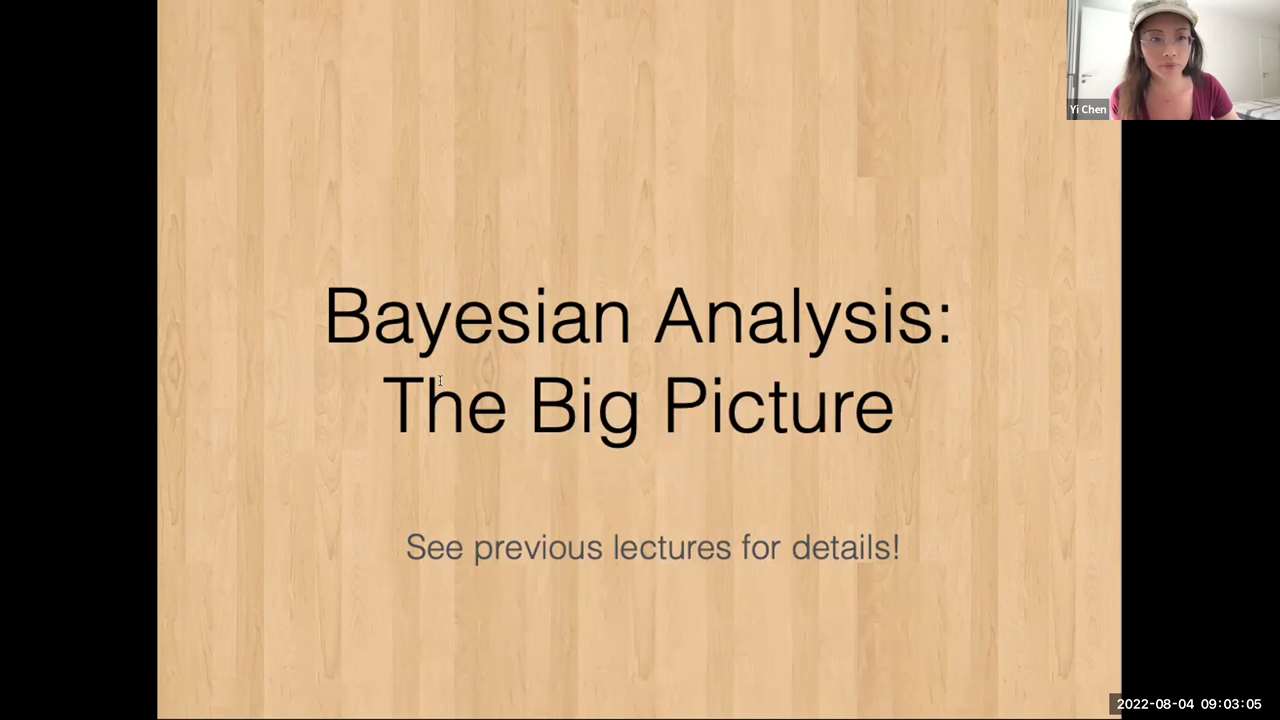 Yi Chen
Bayesian Analysis:
The Big Picture
See previous lectures for details!
2022-08-04 09:03:05